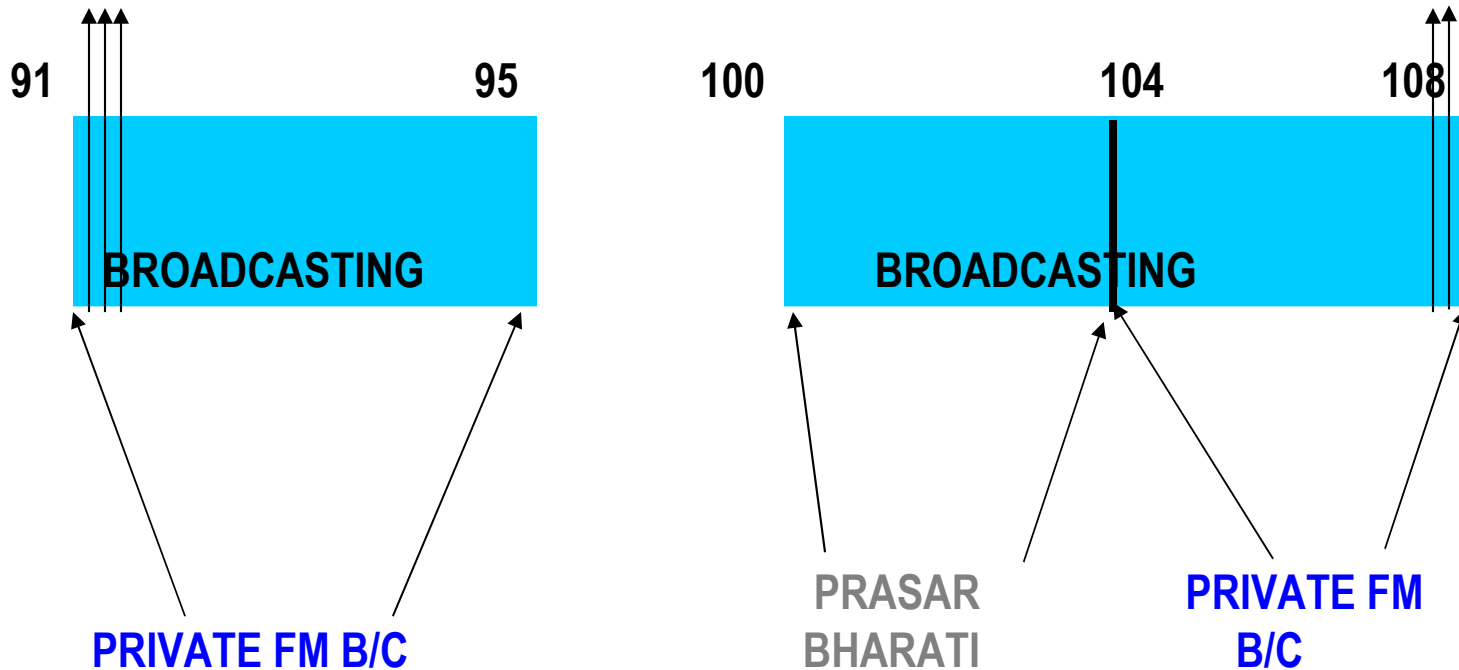 91
95
100
104
108
BROADCASTING
BROADCASTING
PRASAR
BHARATI
PRIVATE FM
B/C
PRIVATE FM B/C